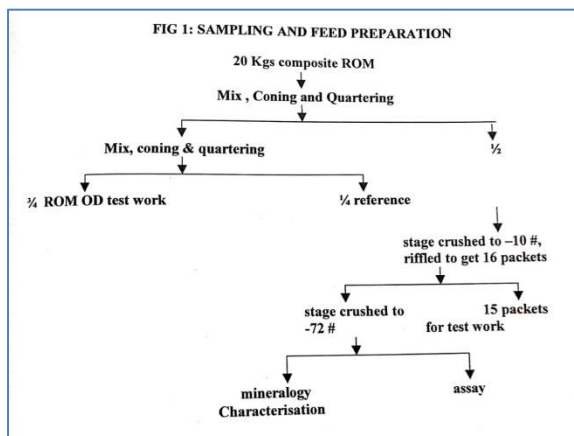 FIG 1: SAMPLING AND FEED PREPARATION
20 Kgs composite ROM
Mix , Coning and Quartering
Mix, coning & quartering
½
¾ ROM OD test work
¼ reference
stage crushed to –10 #,
riffled to get 16 packets
stage crushed to
-72 #
15 packets
for test work
mineralogy
Characterisation
assay